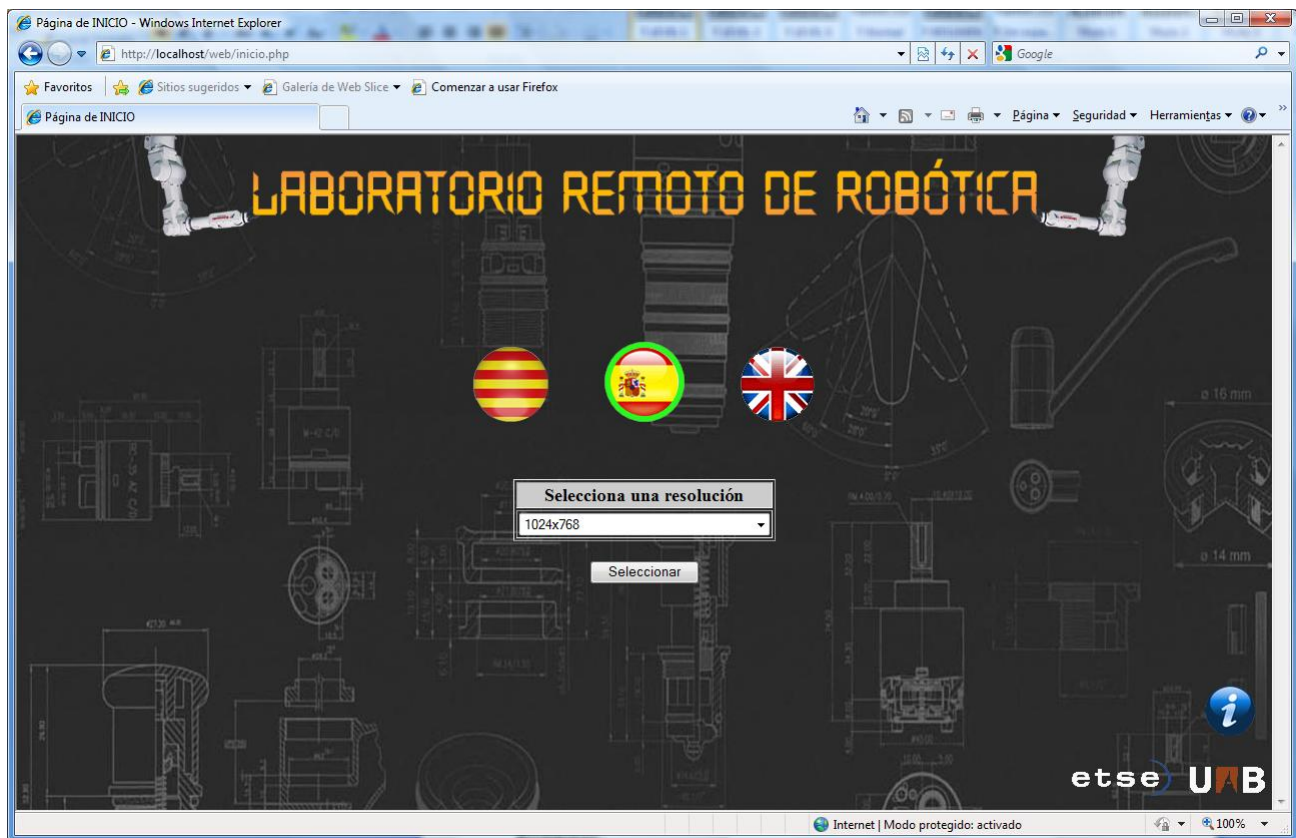 Página de INICIO - Windows Internet Explorer
http://localhost/web/inicio.php
Google
Favoritos
Sitios sugeridos
Galería de Web Slice
Comenzar a usar Firefox
Página de INICIO
Página
Seguridad
Herramientas
LABORATORIO REMOTO DE ROBÓTICA
ø 16 mm
Selecciona una resolución
1024x768
Seleccionar
ø 14 mm
etse UAB
Internet | Modo protegido: activado
100%